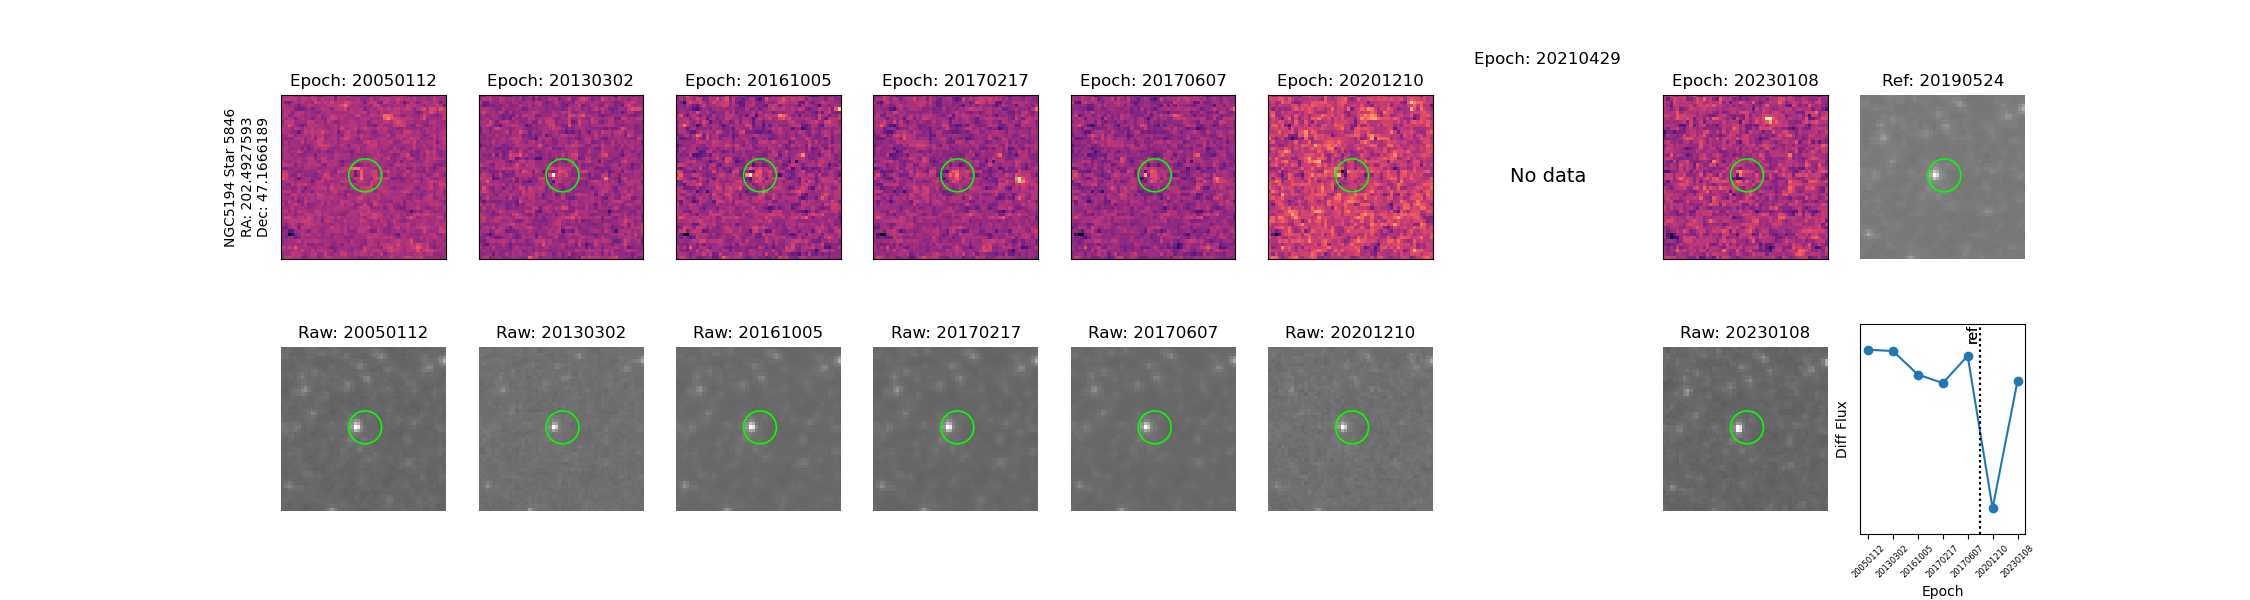 Epoch: 20050112
Epoch: 20130302
Epoch: 20161005
Epoch: 20170217
Epoch: 20170607
Epoch: 20201210
Epoch: 20210429
Epoch: 20230108
Ref: 20190524
NGC5194 Star 5846
RA: 202.4927593
Dec: 47.1666189
No data
Raw: 20050112
Raw: 20130302
Raw: 20161005
Raw: 20170217
Raw: 20170607
Raw: 20201210
Raw: 20230108
ref
Diff Flux
20050112
20130302
20161005
20170217
20170607
20201210
20230108
Epoch